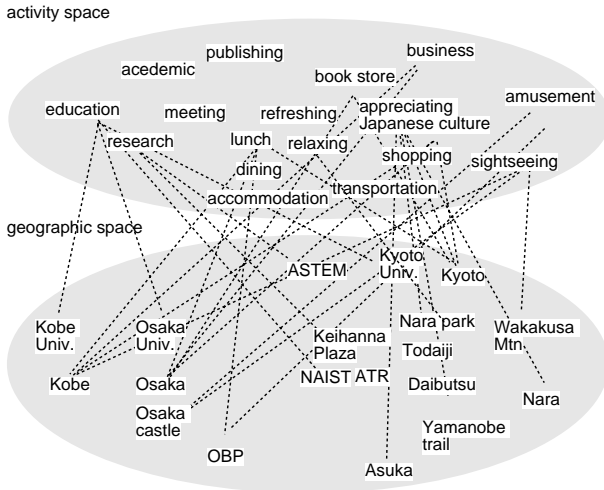 activity space
publishing
business
acedemic
book store
amusement
education
meeting
refreshing
appreciating
Japanese culture
research
lunch
relaxing
shopping
sightseeing
dining
transportation
accommodation
geographic space
ASTEM
Kyoto
Univ.
Kyoto
Kobe
Univ.
Osaka
Univ.
Keihanna
Plaza
Nara park
Wakakusa
Mtn.
Todaiji
Kobe
Osaka
NAIST
ATR
Daibutsu
Nara
Osaka
castle
Yamanobe
trail
OBP
Asuka